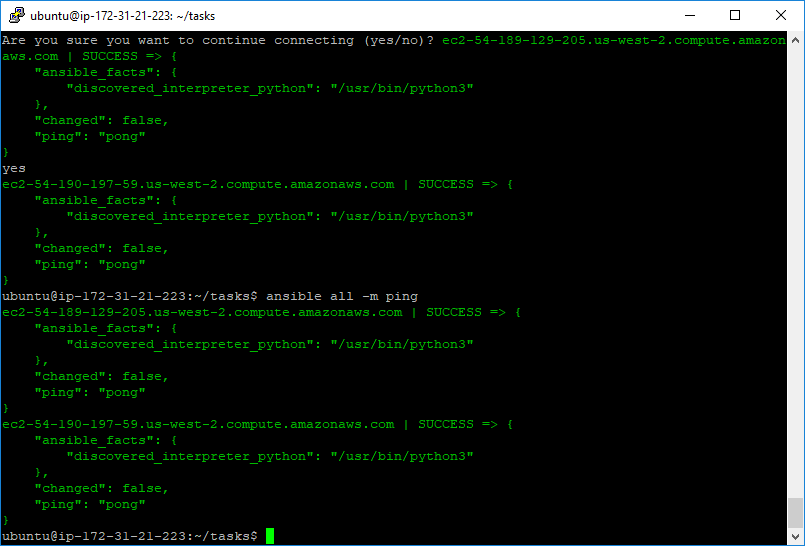 ubuntu@ip-172-31-21-223: ~/tasks
Are you sure you want to continue connecting (yes/no)? ec2-54-189-129-205.us-west-2.compute.amazon
aws.com | SUCCESS => {
    "ansible_facts": {
        "discovered_interpreter_python": "/usr/bin/python3"
    },
    "changed": false,
    "ping": "pong"
}
yes
ec2-54-190-197-59.us-west-2.compute.amazonaws.com | SUCCESS => {
    "ansible_facts": {
        "discovered_interpreter_python": "/usr/bin/python3"
    },
    "changed": false,
    "ping": "pong"
}
ubuntu@ip-172-31-21-223:~/tasks$ ansible all -m ping
ec2-54-189-129-205.us-west-2.compute.amazonaws.com | SUCCESS => {
    "ansible_facts": {
        "discovered_interpreter_python": "/usr/bin/python3"
    },
    "changed": false,
    "ping": "pong"
}
ec2-54-190-197-59.us-west-2.compute.amazonaws.com | SUCCESS => {
    "ansible_facts": {
        "discovered_interpreter_python": "/usr/bin/python3"
    },
    "changed": false,
    "ping": "pong"
}
ubuntu@ip-172-31-21-223:~/tasks$